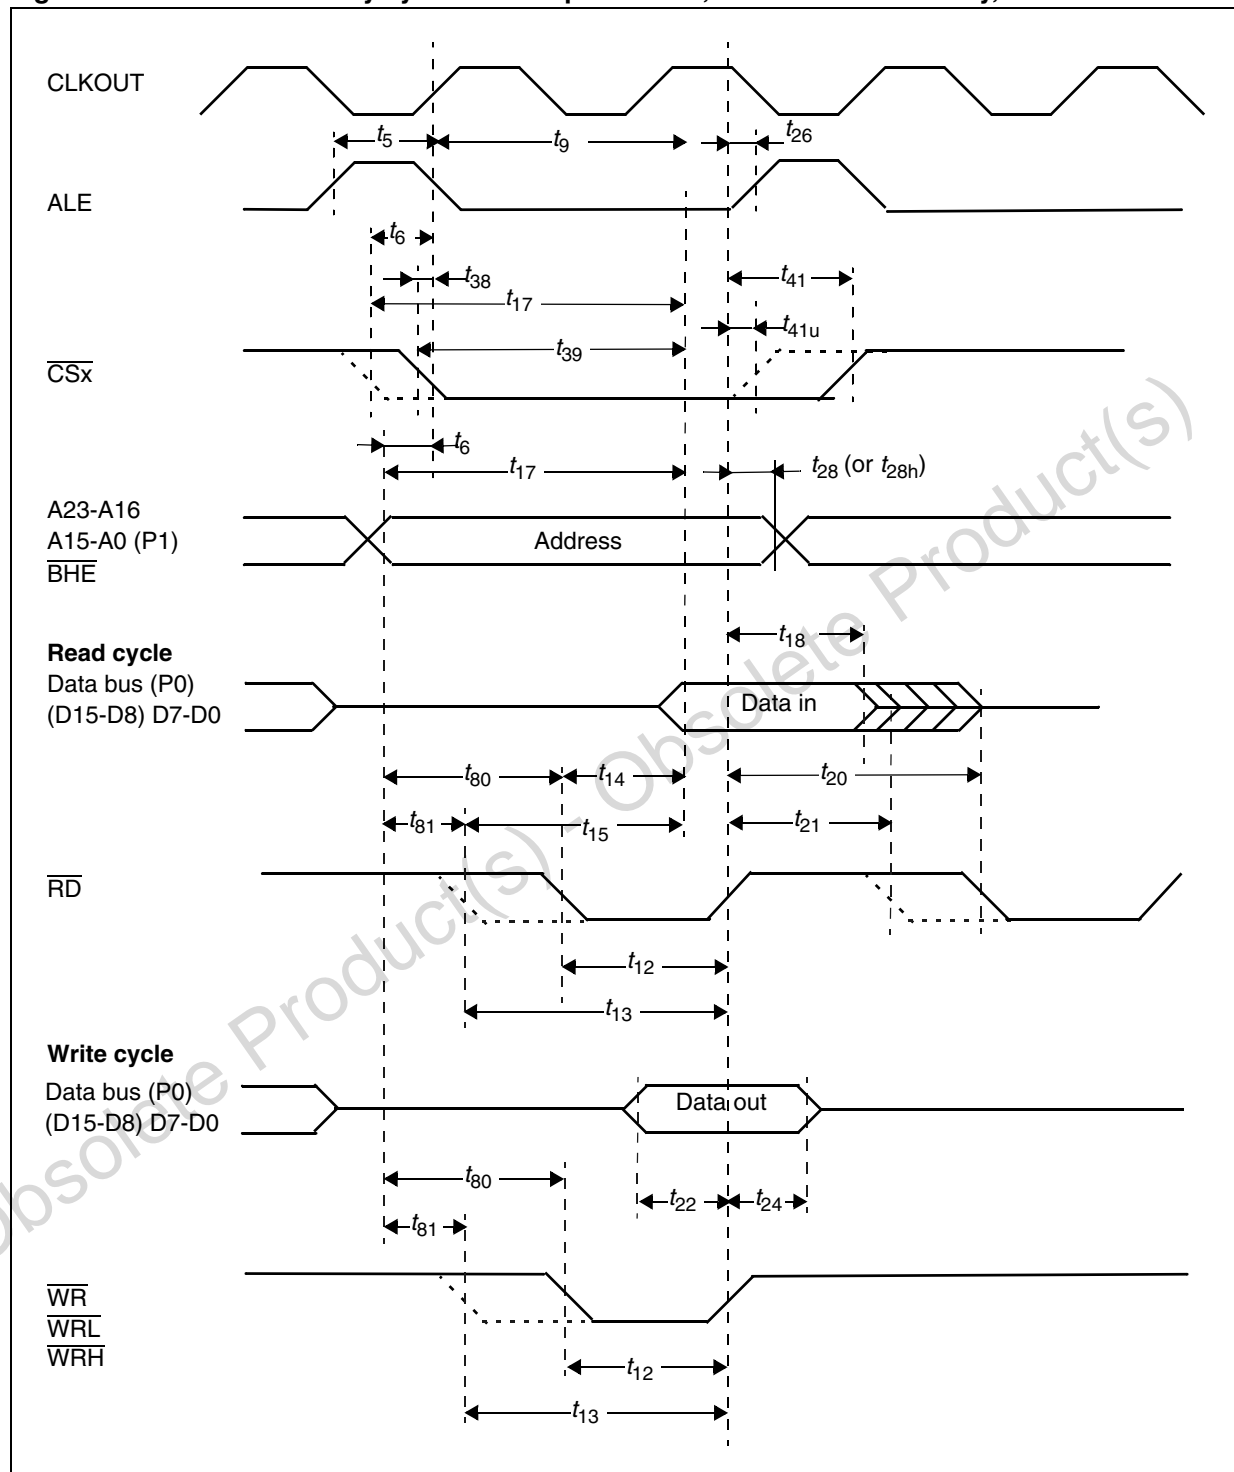 CLKOUT
t5
t9
t26
ALE
t6
t38
t41
t17
t41u
t39
CSx
t6
t17
t28 (or t28h)
A23-A16
A15-A0 (P1)
Address
BHE
t18
Read cycle
Data bus (P0)
Data in
(D15-D8) D7-D0
t80
t14
t20
t81
t15
t21
RD
t12
t13
Write cycle
Data bus (P0)
Data out
(D15-D8) D7-D0
t80
t22
t24
t81
WR
WRL
WRH
t12
t13
Obsolete Product(s) - Obsolete Product(s)